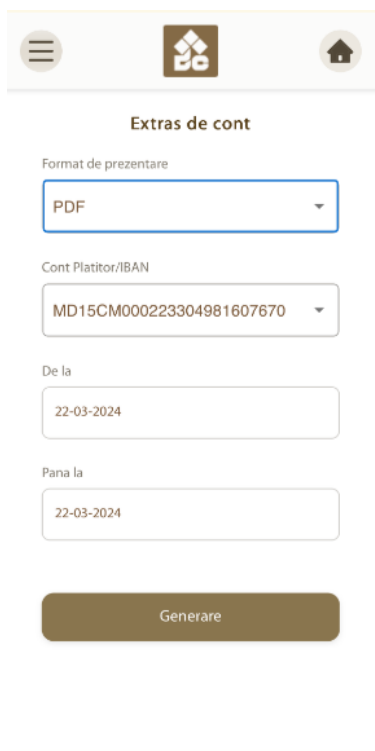 Extras de cont
Format de prezentare
PDF
Cont Platitor/IBAN
MD15CM000223304981607670
De la
22-03-2024
Pana la
22-03-2024
Generare